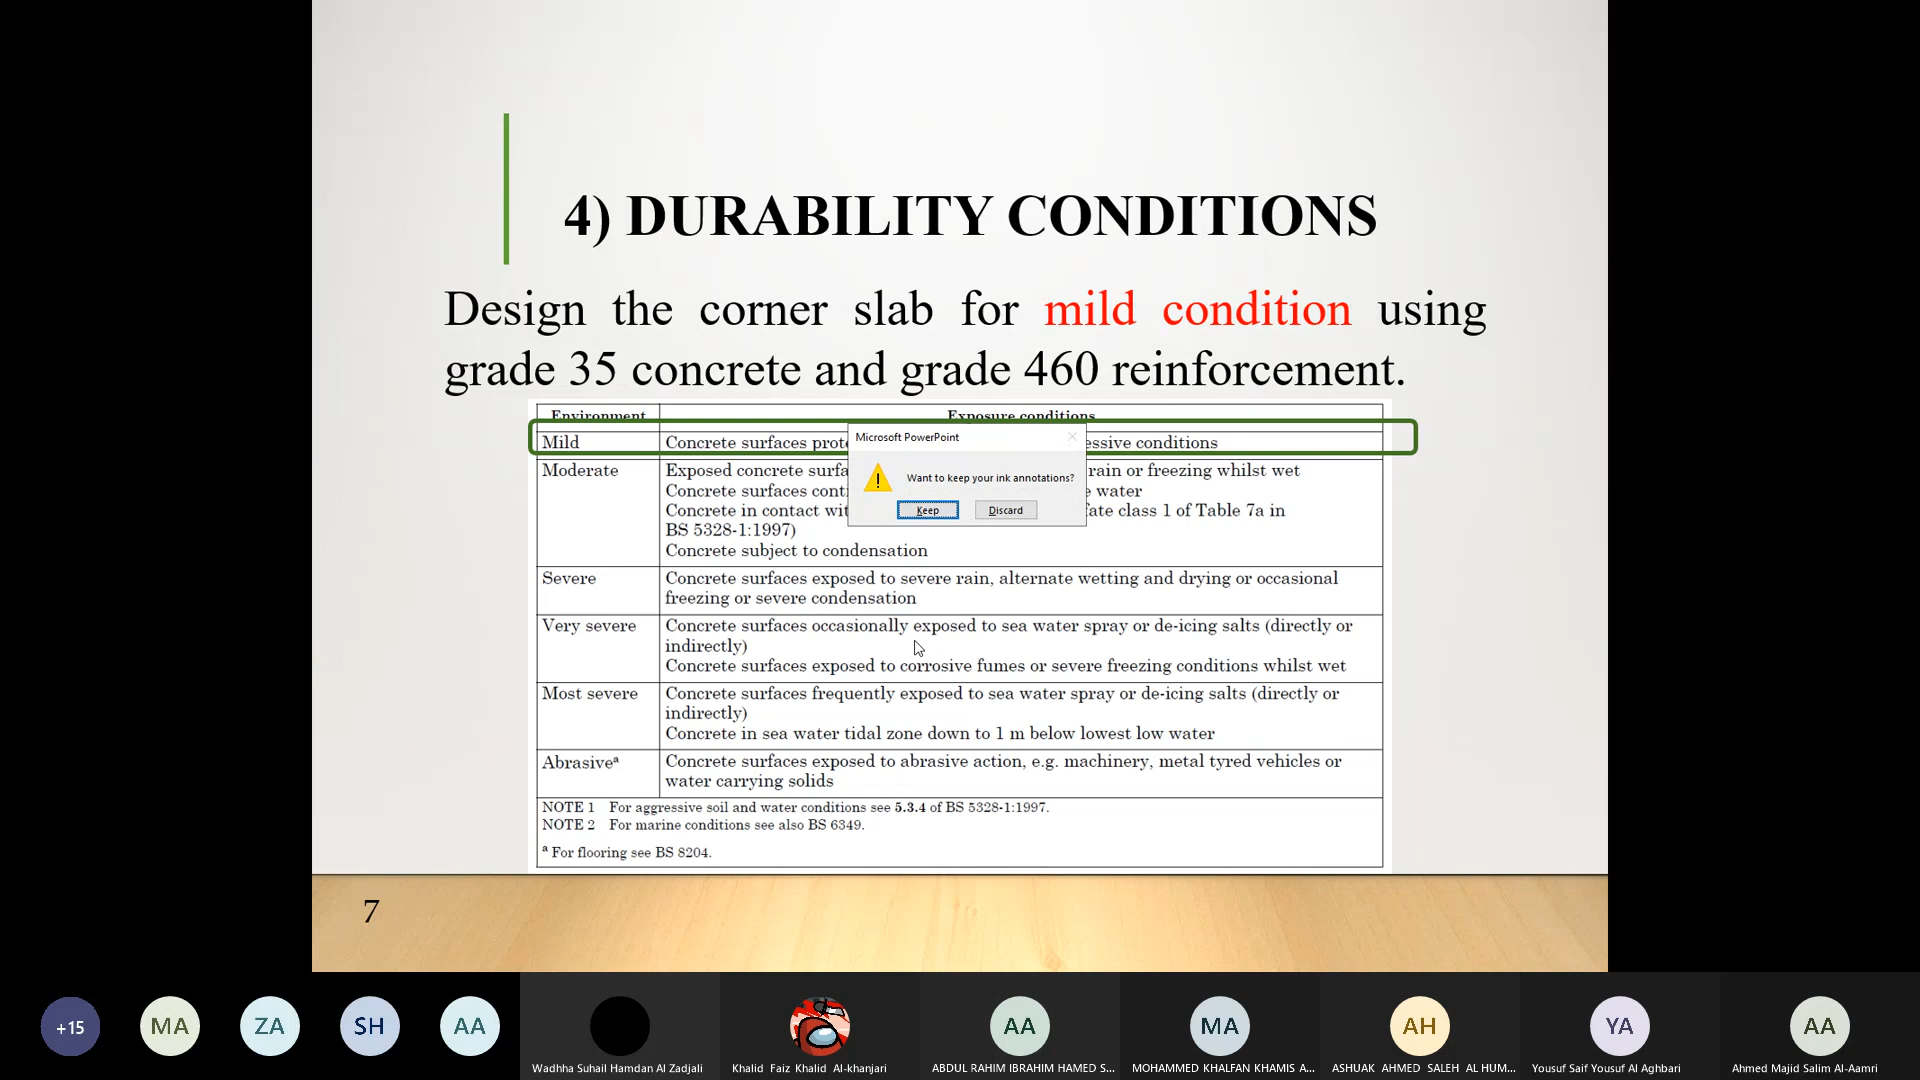 4) DURABILITY CONDITIONS
Design the corner slab for mild condition using
grade 35 concrete and grade 460 reinforcement.
Environment Exposure conditions
Mild Concrete surfaces prote essive conditions
Microsoft PowerPoint
Want to keep your ink annotations?
Keep Discard
Moderate Exposed concrete surfa rain or freezing whilst wet
Concrete surfaces conti e water
Concrete in contact wit fate class 1 of Table 7a in
BS 5328-1:1997)
Concrete subject to condensation
Severe Concrete surfaces exposed to severe rain, alternate wetting and drying or occasional
freezing or severe condensation
Very severe Concrete surfaces occasionally exposed to sea water spray or de-icing salts (directly or
indirectly)
Concrete surfaces exposed to corrosive fumes or severe freezing conditions whilst wet
Most severe Concrete surfaces frequently exposed to sea water spray or de-icing salts (directly or
indirectly)
Concrete in sea water tidal zone down to 1 m below lowest low water
Abrasiveª Concrete surfaces exposed to abrasive action, e.g. machinery, metal tyred vehicles or
water carrying solids
NOTE 1 For aggressive soil and water conditions see 5.3.4 of BS 5328-1:1997.
NOTE 2 For marine conditions see also BS 6349.
ª For flooring see BS 8204.
7
+15 MA ZA SH AA AA MA AH YA AA
Wadhha Suhail Hamdan Al Zadjali
Khalid Faiz Khalid Al-khanjari
ABDUL RAHIM IBRAHIM HAMED S...
MOHAMMED KHALFAN KHAMIS A...
ASHUAK AHMED SALEH AL HUM...
Yousuf Saif Yousuf Al Aghbari
Ahmed Majid Salim Al-Aamri